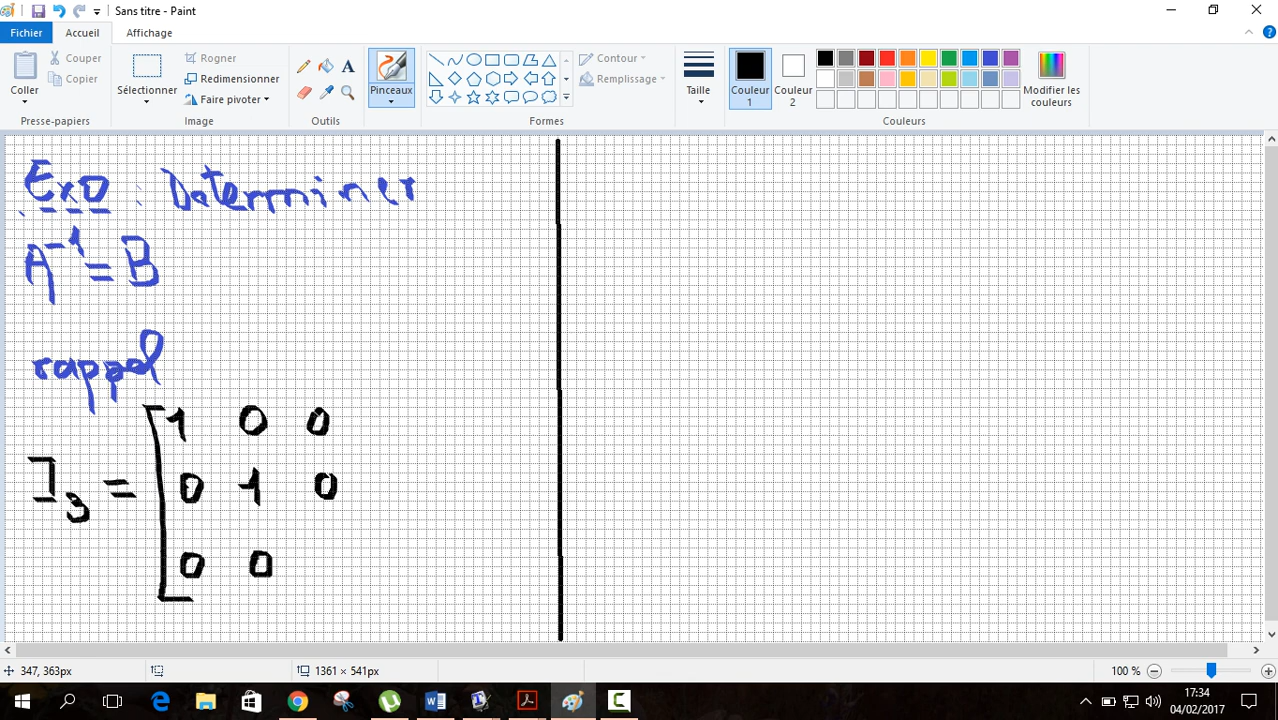 Sans titre - Paint
Fichier Accueil Affichage
Coller
Couper
Copier
Presse-papiers
Sélectionner
Rogner
Redimensionner
Faire pivoter
Image
A
Outils
Pinceaux
Formes
Contour
Remplissage
Taille
Couleur 1
Couleur 2
Modifier les couleurs
Couleurs
Exo : Determiner
A⁻¹ = B
rappel
I₃ = [ 1 0 0
0 1 0
0 0
347, 363px
1361 × 541px
100 %
17:34
04/02/2017